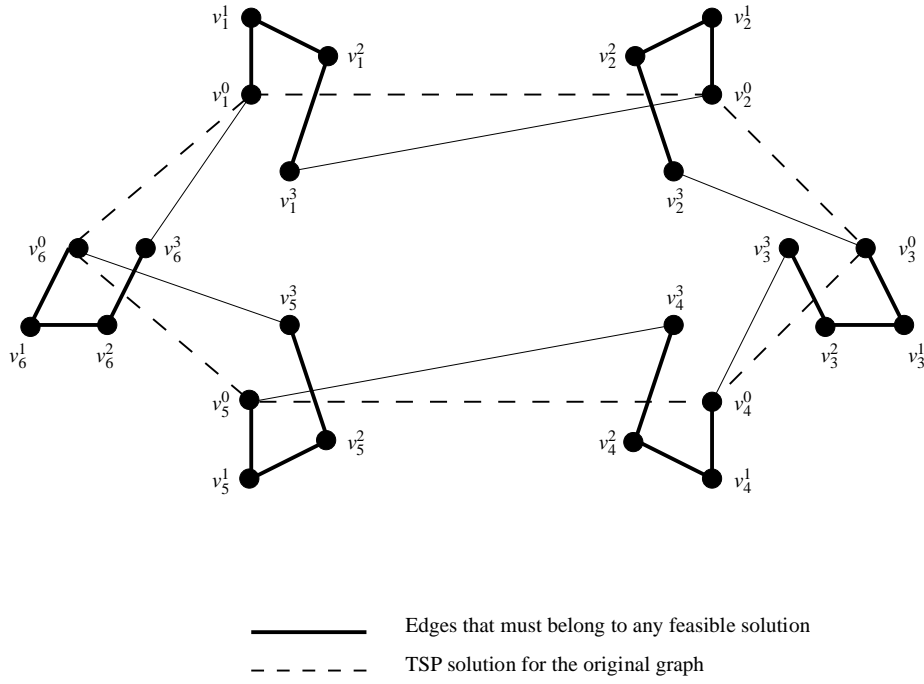 v_1^1 v_2^1
v_1^2 v_2^2
v_1^0 v_2^0
v_1^3 v_2^3
v_6^0 v_6^3 v_3^3 v_3^0
v_5^3 v_4^3
v_6^1 v_6^2 v_3^2 v_3^1
v_5^0 v_4^0
v_5^2 v_4^2
v_5^1 v_4^1
Edges that must belong to any feasible solution
TSP solution for the original graph